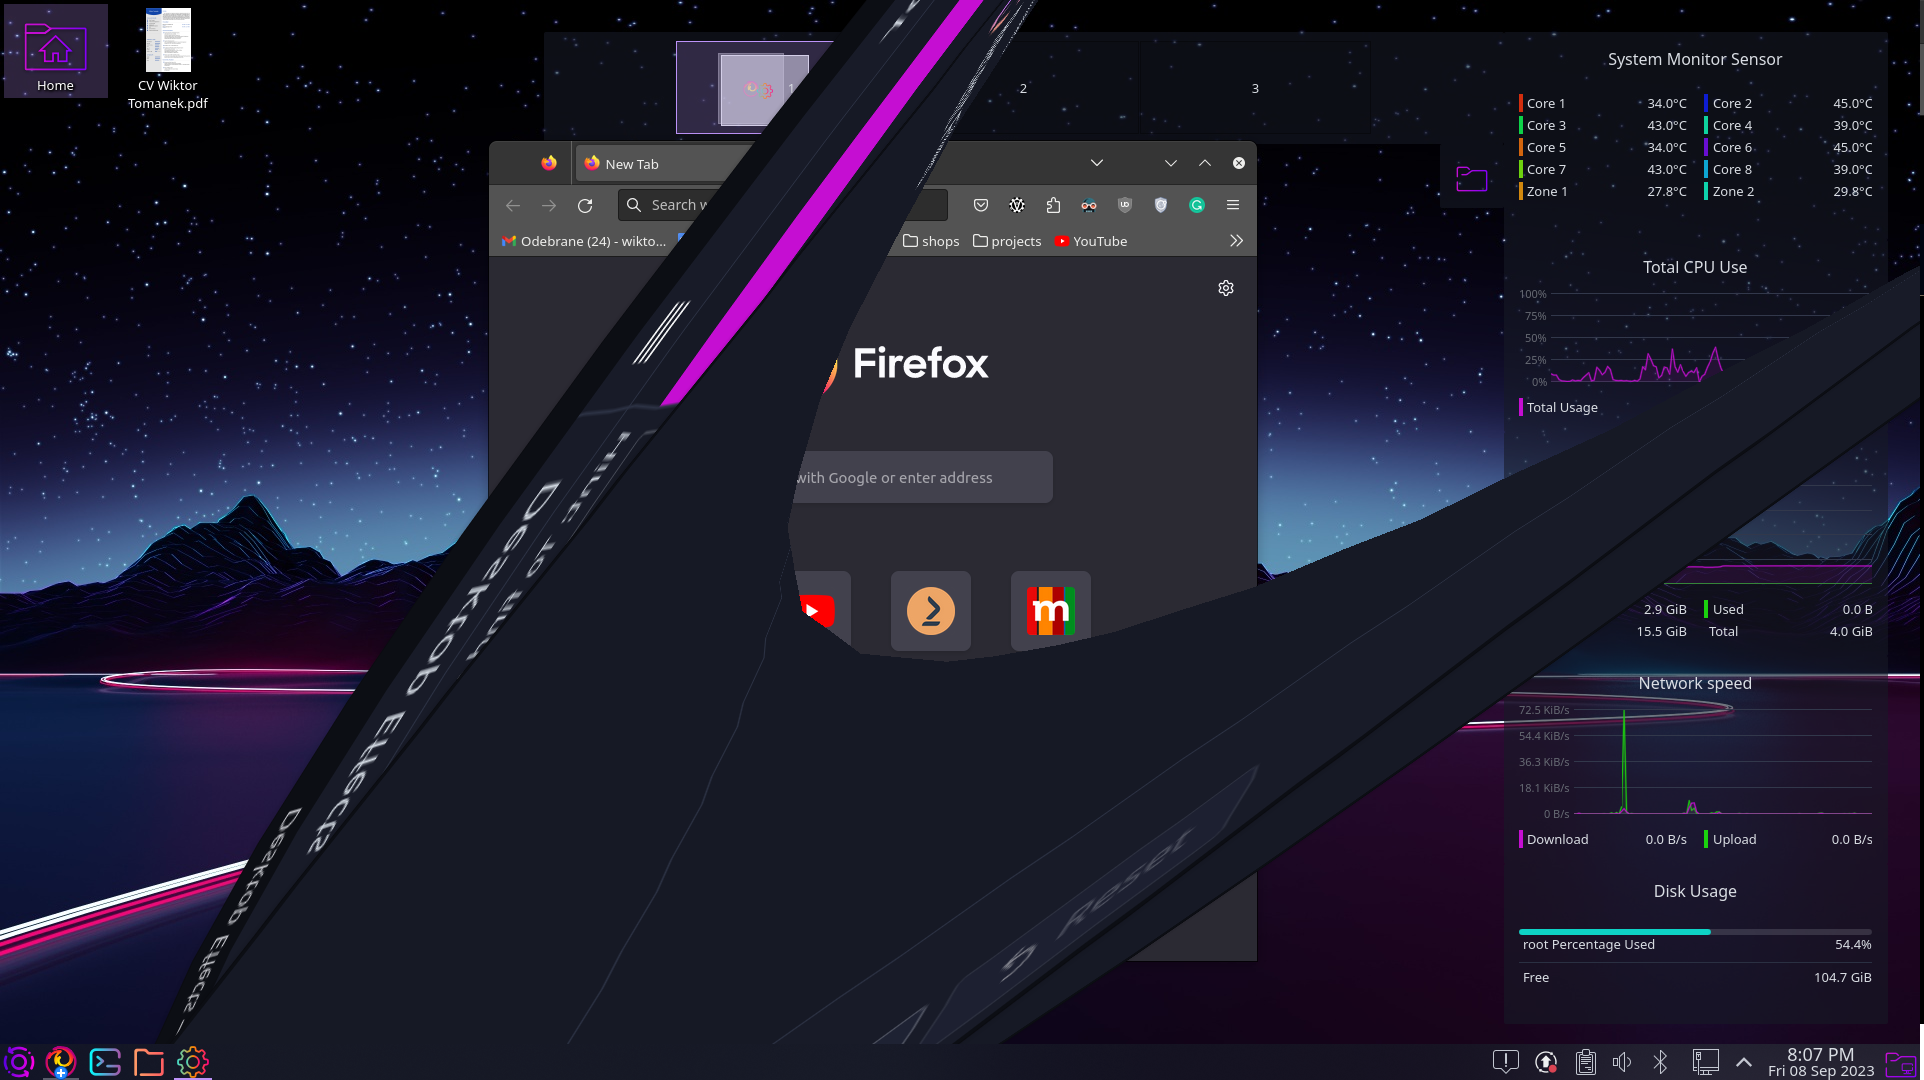 Home
CV Wiktor
Tomanek.pdf
1
2
3
New Tab
Search w
Odebrane (24) - wikto...
shops
projects
YouTube
Firefox
with Google or enter address
Desktop Effects
Desktop Effects
Reset
System Monitor Sensor
Core 1 34.0°C Core 2 45.0°C
Core 3 43.0°C Core 4 39.0°C
Core 5 34.0°C Core 6 45.0°C
Core 7 43.0°C Core 8 39.0°C
Zone 1 27.8°C Zone 2 29.8°C
Total CPU Use
100%
75%
50%
25%
0%
Total Usage
2.9 GiB Used 0.0 B
15.5 GiB Total 4.0 GiB
Network speed
72.5 KiB/s
54.4 KiB/s
36.3 KiB/s
18.1 KiB/s
0 B/s
Download 0.0 B/s Upload 0.0 B/s
Disk Usage
root Percentage Used 54.4%
Free 104.7 GiB
8:07 PM
Fri 08 Sep 2023